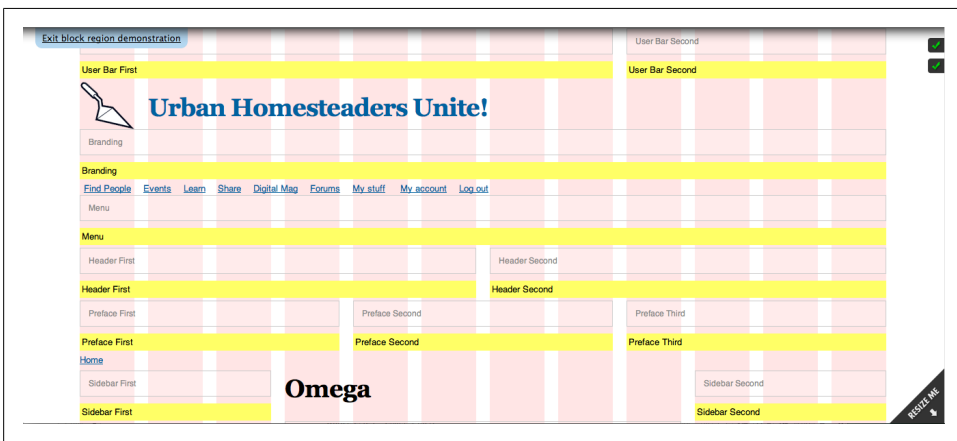 Exit block region demonstration
User Bar Second
User Bar First User Bar Second
Urban Homesteaders Unite!
Branding
Branding
Find People Events Learn Share Digital Mag Forums My stuff My account Log out
Menu
Menu
Header First Header Second
Header First Header Second
Preface First Preface Second Preface Third
Preface First Preface Second Preface Third
Home
Sidebar First Omega Sidebar Second
Sidebar First Sidebar Second
RESIZE ME